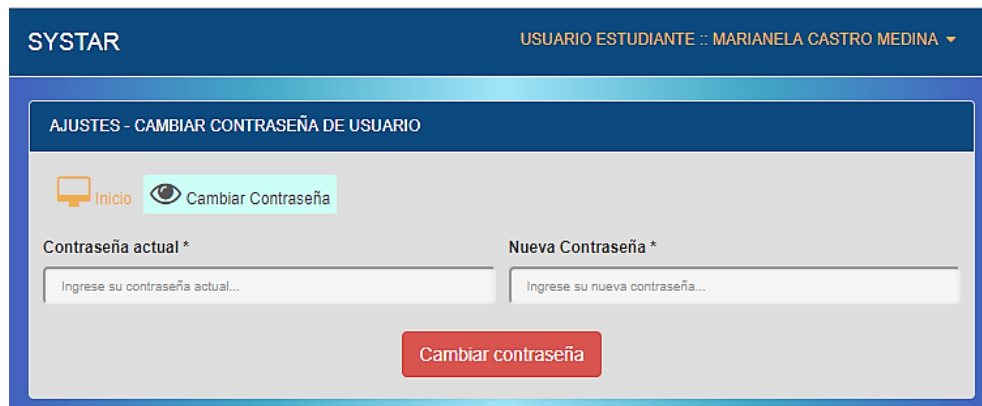 SYSTAR
USUARIO ESTUDIANTE :: MARIANELA CASTRO MEDINA
AJUSTES - CAMBIAR CONTRASEÑA DE USUARIO
Inicio
Cambiar Contraseña
Contraseña actual *
Nueva Contraseña *
Ingrese su contraseña actual...
Ingrese su nueva contraseña...
Cambiar contraseña